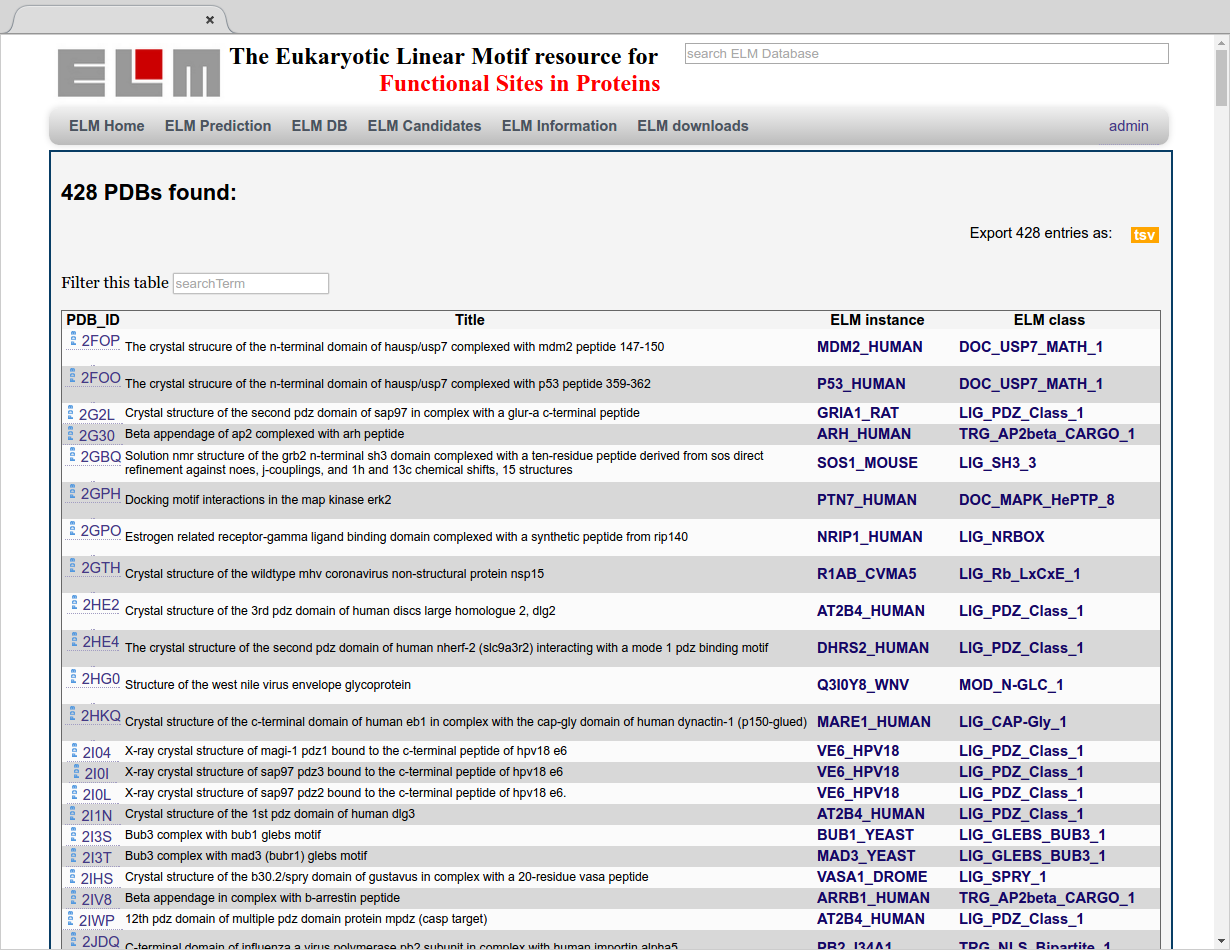 ELM The Eukaryotic Linear Motif resource for
Functional Sites in Proteins
search ELM Database
ELM Home ELM Prediction ELM DB ELM Candidates ELM Information ELM downloads admin
428 PDBs found:
Export 428 entries as: tsv
Filter this table searchTerm
PDB_ID Title ELM instance ELM class
2FOP The crystal strucure of the n-terminal domain of hausp/usp7 complexed with mdm2 peptide 147-150 MDM2_HUMAN DOC_USP7_MATH_1
2FOO The crystal strucure of the n-terminal domain of hausp/usp7 complexed with p53 peptide 359-362 P53_HUMAN DOC_USP7_MATH_1
2G2L Crystal structure of the second pdz domain of sap97 in complex with a glur-a c-terminal peptide GRIA1_RAT LIG_PDZ_Class_1
2G30 Beta appendage of ap2 complexed with arh peptide ARH_HUMAN TRG_AP2beta_CARGO_1
2GBQ Solution nmr structure of the grb2 n-terminal sh3 domain complexed with a ten-residue peptide derived from sos direct
refinement against noes, j-couplings, and 1h and 13c chemical shifts, 15 structures SOS1_MOUSE LIG_SH3_3
2GPH Docking motif interactions in the map kinase erk2 PTN7_HUMAN DOC_MAPK_HePTP_8
2GPO Estrogen related receptor-gamma ligand binding domain complexed with a synthetic peptide from rip140 NRIP1_HUMAN LIG_NRBOX
2GTH Crystal structure of the wildtype mhv coronavirus non-structural protein nsp15 R1AB_CVMA5 LIG_Rb_LxCxE_1
2HE2 Crystal structure of the 3rd pdz domain of human discs large homologue 2, dlg2 AT2B4_HUMAN LIG_PDZ_Class_1
2HE4 The crystal structure of the second pdz domain of human nherf-2 (slc9a3r2) interacting with a mode 1 pdz binding motif DHRS2_HUMAN LIG_PDZ_Class_1
2HG0 Structure of the west nile virus envelope glycoprotein Q3I0Y8_WNV MOD_N-GLC_1
2HKQ Crystal structure of the c-terminal domain of human eb1 in complex with the cap-gly domain of human dynactin-1 (p150-glued) MARE1_HUMAN LIG_CAP-Gly_1
2I04 X-ray crystal structure of magi-1 pdz1 bound to the c-terminal peptide of hpv18 e6 VE6_HPV18 LIG_PDZ_Class_1
2I0I X-ray crystal structure of sap97 pdz3 bound to the c-terminal peptide of hpv18 e6 VE6_HPV18 LIG_PDZ_Class_1
2I0L X-ray crystal structure of sap97 pdz2 bound to the c-terminal peptide of hpv18 e6. VE6_HPV18 LIG_PDZ_Class_1
2I1N Crystal structure of the 1st pdz domain of human dlg3 AT2B4_HUMAN LIG_PDZ_Class_1
2I3S Bub3 complex with bub1 glebs motif BUB1_YEAST LIG_GLEBS_BUB3_1
2I3T Bub3 complex with mad3 (bubr1) glebs motif MAD3_YEAST LIG_GLEBS_BUB3_1
2IHS Crystal structure of the b30.2/spry domain of gustavus in complex with a 20-residue vasa peptide VASA1_DROME LIG_SPRY_1
2IV8 Beta appendage in complex with b-arrestin peptide ARRB1_HUMAN TRG_AP2beta_CARGO_1
2IWP 12th pdz domain of multiple pdz domain protein mpdz (casp target) AT2B4_HUMAN LIG_PDZ_Class_1
2JDQ C-terminal domain of influenza a virus polymerase pb2 subunit in complex with human importin alpha5 PB2_I34A1 TRG_NLS_Bipartite_1